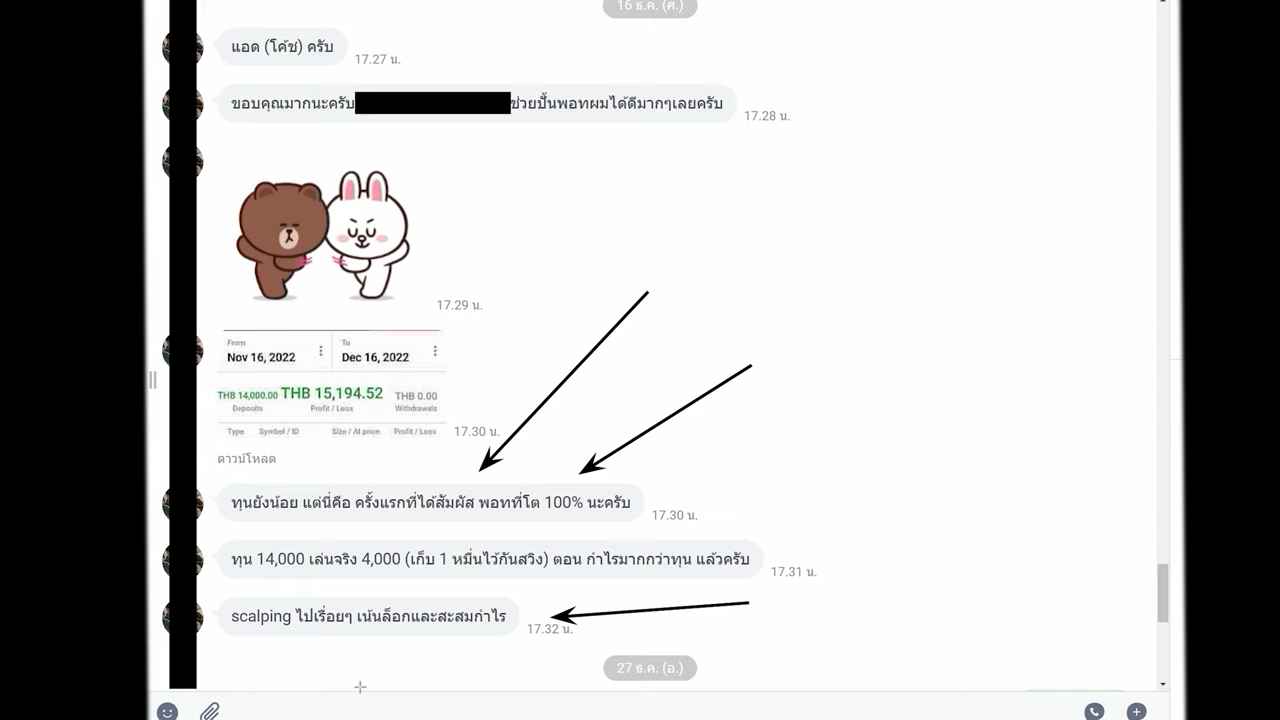 16 ธ.ค. (ศ.)
แอด (โค้ช) ครับ
17.27 น.
ขอบคุณมากนะครับ
ช่วยปั้นพอทผมได้ดีมากๆเลยครับ
17.28 น.
17.29 น.
From
To
Nov 16, 2022
Dec 16, 2022
THB 14,000.00 THB 15,194.52 THB 0.00
Deposits Profit / Loss Withdrawals
Type Symbol / ID Size / At price Profit / Loss
17.30 น.
ดาวน์โหลด
ทุนยังน้อย แต่นี่คือ ครั้งแรกที่ได้สัมผัส พอทที่โต 100% นะครับ
17.30 น.
ทุน 14,000 เล่นจริง 4,000 (เก็บ 1 หมื่นไว้กันสวิง) ตอน กำไรมากกว่าทุน แล้วครับ
17.31 น.
scalping ไปเรื่อยๆ เน้นล็อกและสะสมกำไร
17.32 น.
27 ธ.ค. (อ.)